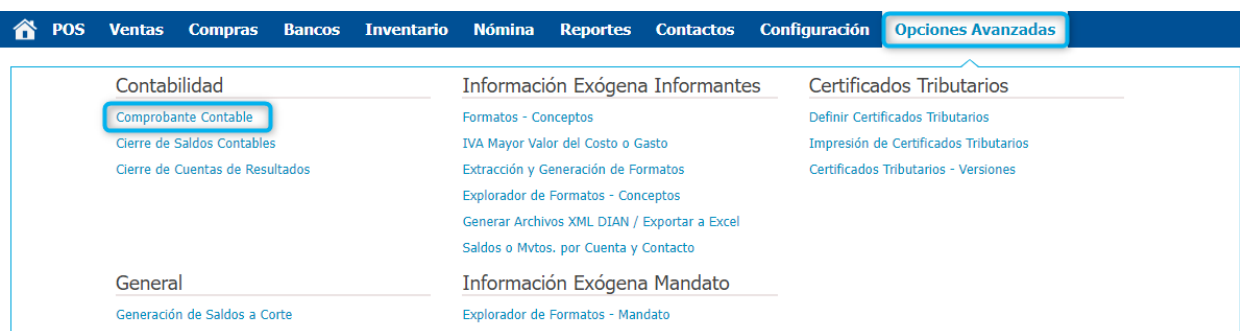 POS Ventas Compras Bancos Inventario Nómina Reportes Contactos Configuración Opciones Avanzadas
Contabilidad
Comprobante Contable
Cierre de Saldos Contables
Cierre de Cuentas de Resultados
Información Exógena Informantes
Formatos - Conceptos
IVA Mayor Valor del Costo o Gasto
Extracción y Generación de Formatos
Explorador de Formatos - Conceptos
Generar Archivos XML DIAN / Exportar a Excel
Saldos o Mvtos. por Cuenta y Contacto
Certificados Tributarios
Definir Certificados Tributarios
Impresión de Certificados Tributarios
Certificados Tributarios - Versiones
General
Generación de Saldos a Corte
Información Exógena Mandato
Explorador de Formatos - Mandato